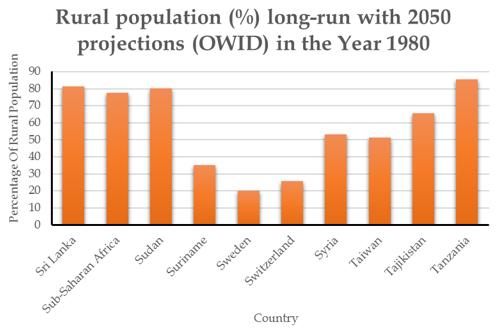 Rural population (%) long-run with 2050
projections (OWID) in the Year 1980
Percentage Of Rural Population
90
80
70
60
50
40
30
20
10
0
Sri Lanka
Sub-Saharan Africa
Sudan
Suriname
Sweden
Switzerland
Syria
Taiwan
Tajikistan
Tanzania
Country